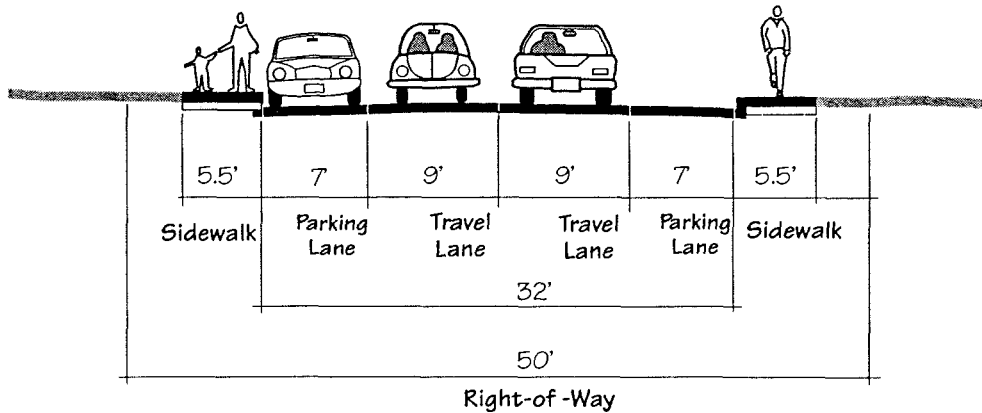 5.5' 7' 9' 9' 7' 5.5'
Sidewalk Parking Lane Travel Lane Travel Lane Parking Lane Sidewalk
32'
50'
Right-of -Way